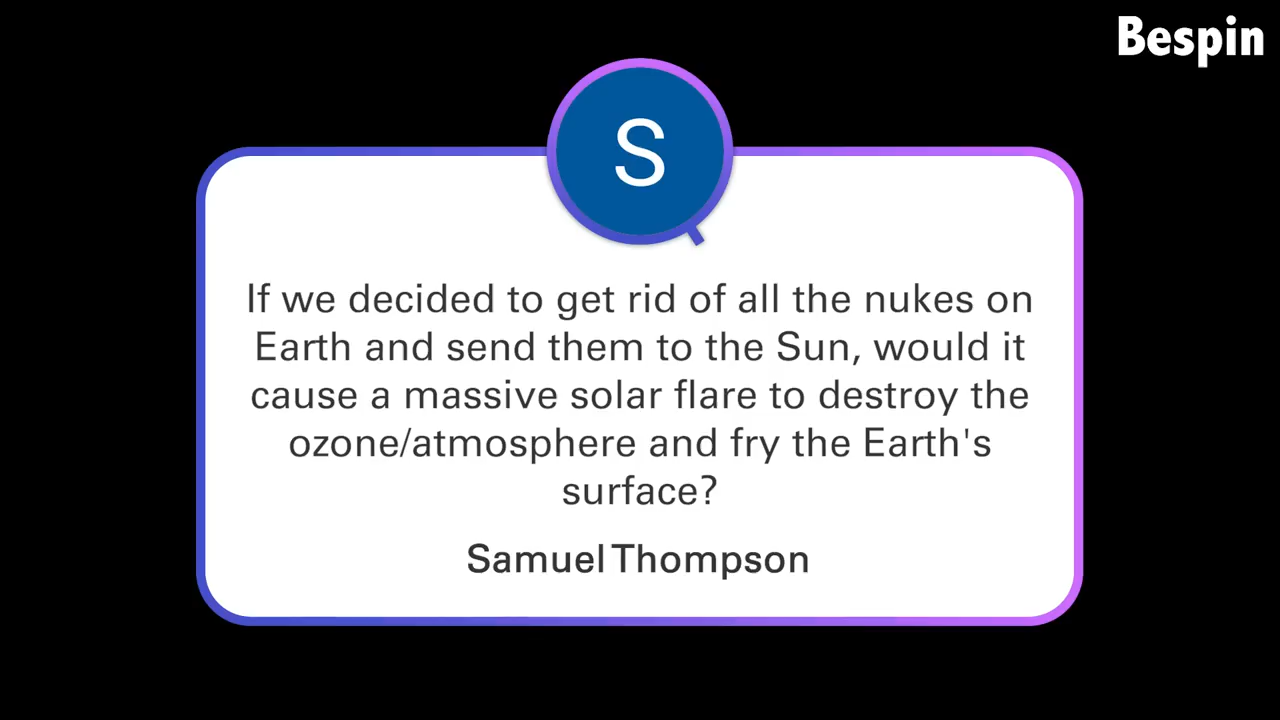 Bespin
S
If we decided to get rid of all the nukes on
Earth and send them to the Sun, would it
cause a massive solar flare to destroy the
ozone/atmosphere and fry the Earth's
surface?
Samuel Thompson